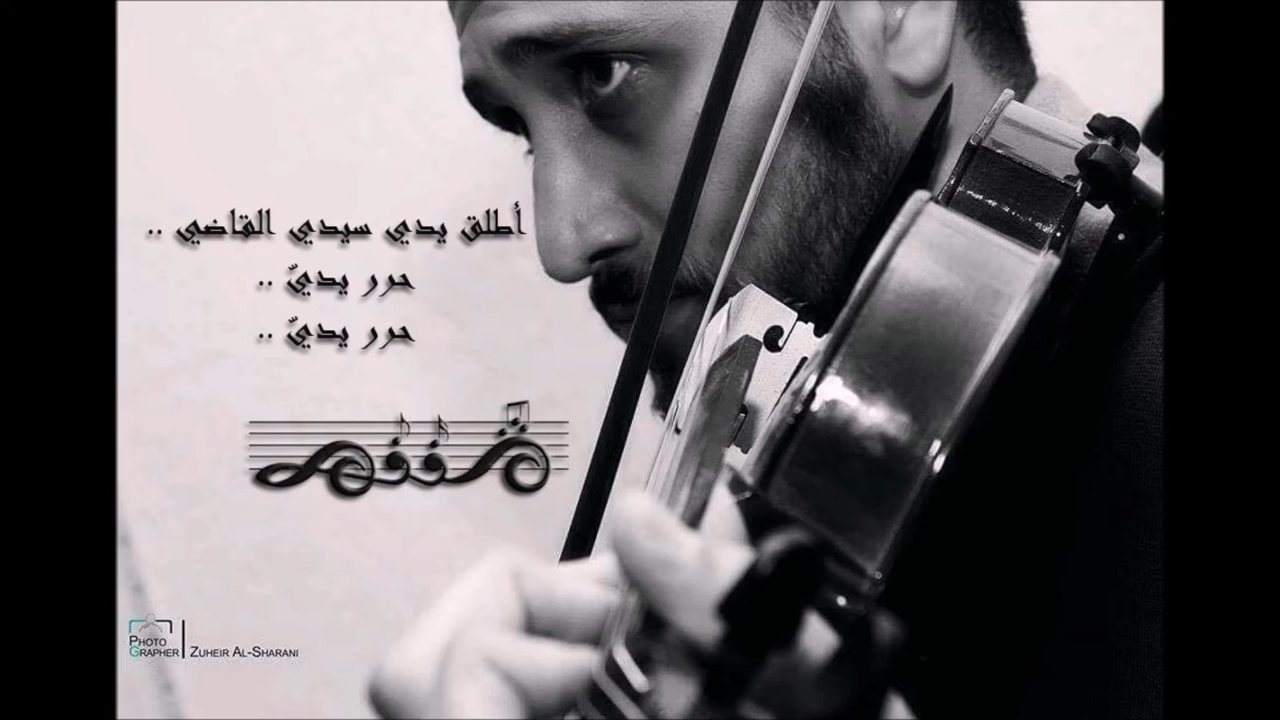 أطلق يدي سيدي القاضي ..
حرر يديّ ..
حرر يديّ ..
PHOTO
GRAPHER
ZUHEIR AL-SHARANI